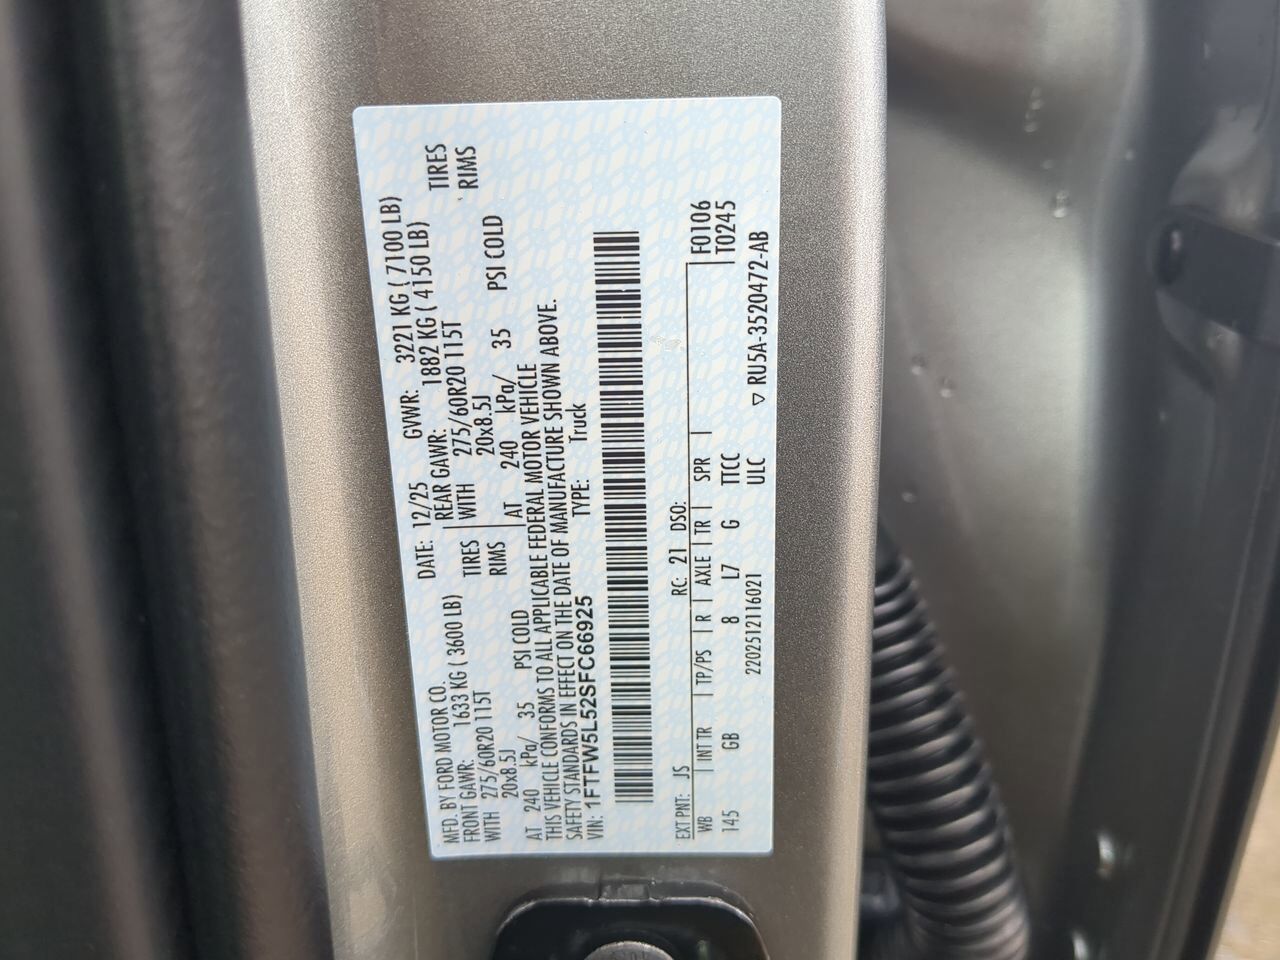 MFD. BY FORD MOTOR CO. DATE: 12/25 GVWR: 3221 KG ( 7100 LB)
FRONT GAWR: 1633 KG ( 3600 LB) REAR GAWR: 1882 KG ( 4150 LB)
WITH 275/60R20 115T TIRES WITH 275/60R20 115T TIRES
20x8.5J RIMS 20x8.5J RIMS
AT 240 kPa/ 35 PSI COLD AT 240 kPa/ 35 PSI COLD
THIS VEHICLE CONFORMS TO ALL APPLICABLE FEDERAL MOTOR VEHICLE
SAFETY STANDARDS IN EFFECT ON THE DATE OF MANUFACTURE SHOWN ABOVE.
VIN: 1FTFW5L52SFC66925 TYPE: Truck
EXT PNT: JS RC: 21 DSO:
WB | INT TR | TP/PS | R | AXLE | TR | SPR | F0106
145 GB 8 L7 G TTCC T0245
2202512116021 ULC ▽ RU5A-3520472-AB